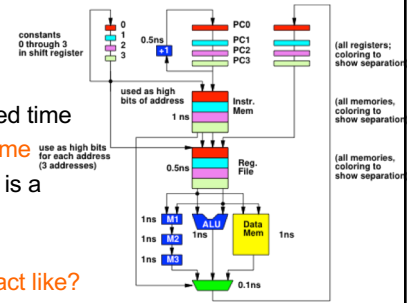 constants
0 through 3
in shift register
0
1
2
3
0.5ns
+1
PC0
PC1
PC2
PC3
(all registers;
coloring to
show separation
used as high
bits of address
Instr.
Mem
1 ns
(all memories,
coloring to
show separation
ed time
me
is a
act like?
use as high bits
for each address
(3 addresses)
0.5ns
Reg.
File
(all memories,
coloring to
show separation
1ns
M1
ALU
1ns
Data
Mem
1ns
1ns
M2
1ns
M3
0.1ns